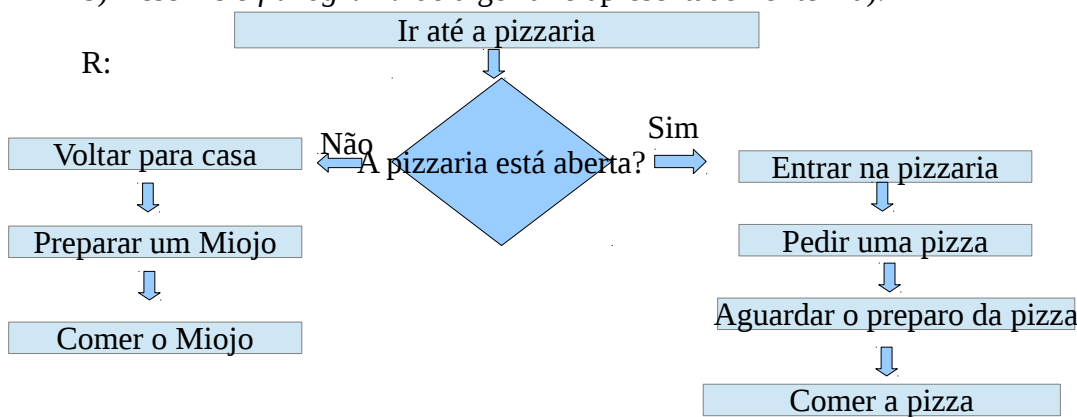 Ir até a pizzaria
R:
A pizzaria está aberta?
Não
Voltar para casa
Preparar um Miojo
Comer o Miojo
Sim
Entrar na pizzaria
Pedir uma pizza
Aguardar o preparo da pizza
Comer a pizza